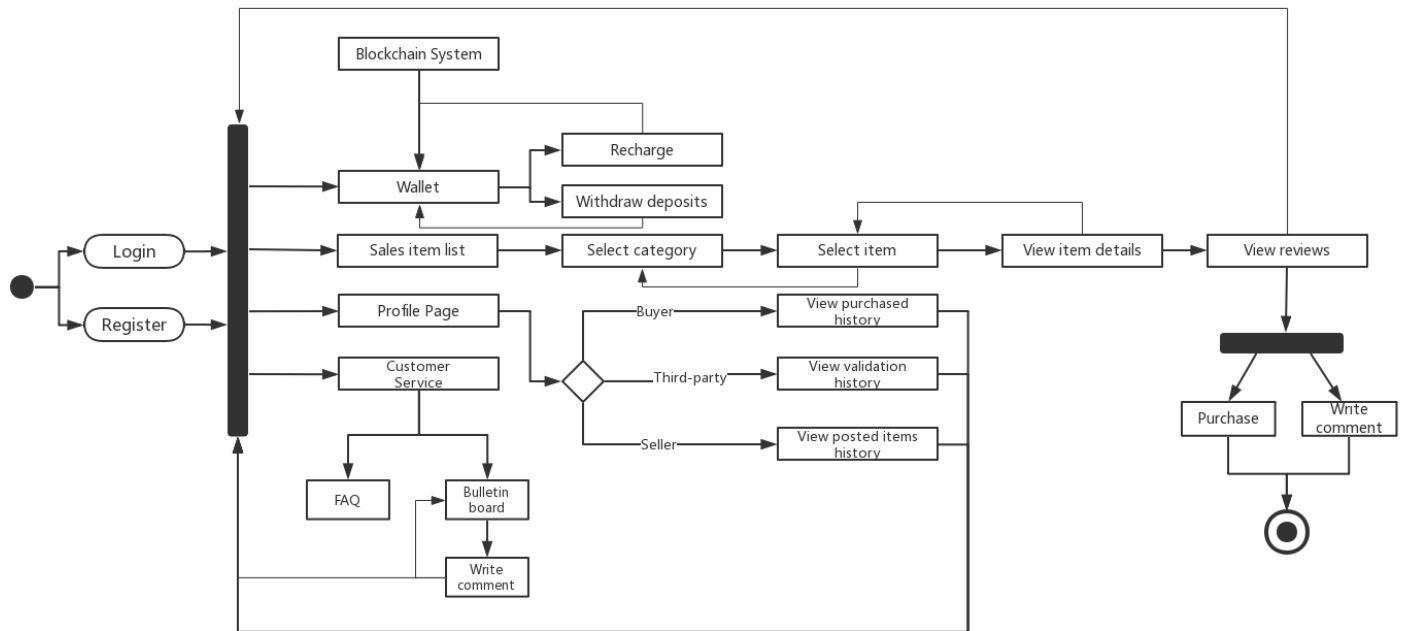 Blockchain System
Recharge
Wallet
Withdraw deposits
Login
Sales item list
Select category
Select item
View item details
View reviews
Register
Profile Page
Buyer
View purchased
history
Customer
Service
Third-party
View validation
history
Purchase
Write
comment
Seller
View posted items
history
FAQ
Bulletin
board
Write
comment